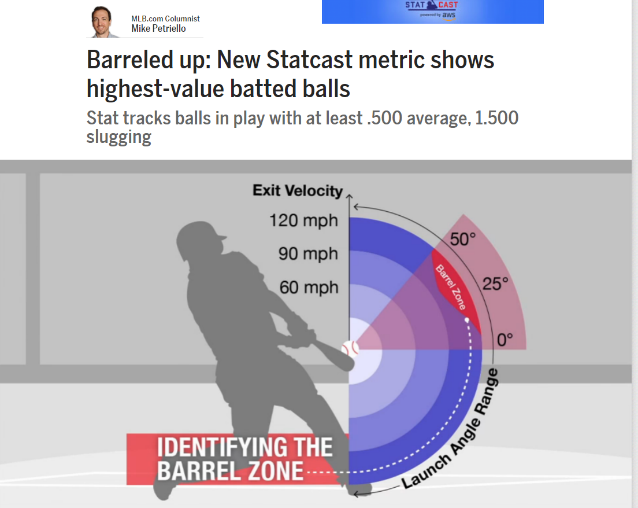 MLB.com Columnist
Mike Petriello
STATCAST
powered by aws
Barreled up: New Statcast metric shows
highest-value batted balls
Stat tracks balls in play with at least .500 average, 1.500
slugging
Exit Velocity
120 mph
90 mph
60 mph
50°
Barrel Zone
25°
0°
Launch Angle Range
IDENTIFYING THE
BARREL ZONE